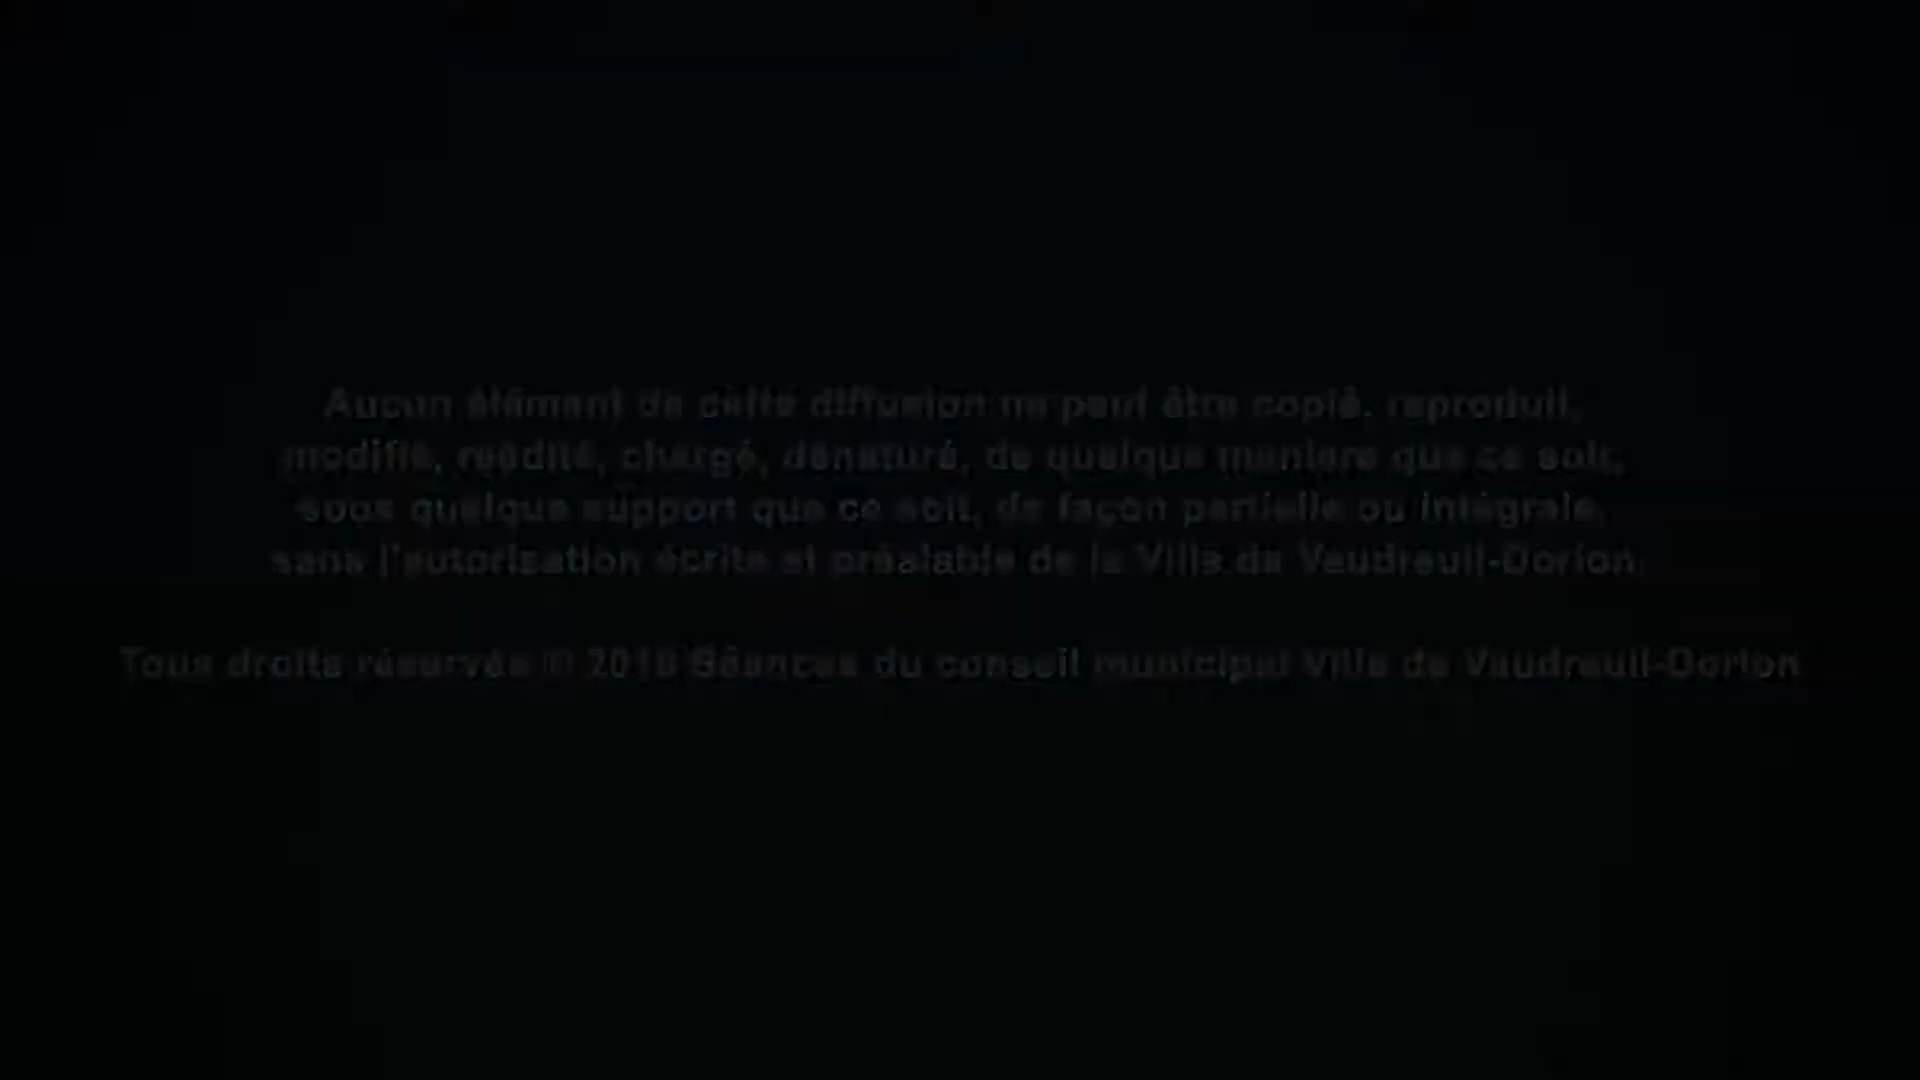 Aucun élément de cette diffusion ne peut être copié, reproduit,
modifié, réédité, chargé, dénaturé, de quelque manière que ce soit,
sous quelque support que ce soit, de façon partielle ou intégrale,
sans l'autorization écrite et préalable de la Ville de Vaudreuil-Dorion.
Tous droits réservés © Séances du conseil municipal Ville de Vaudreuil-Dorion